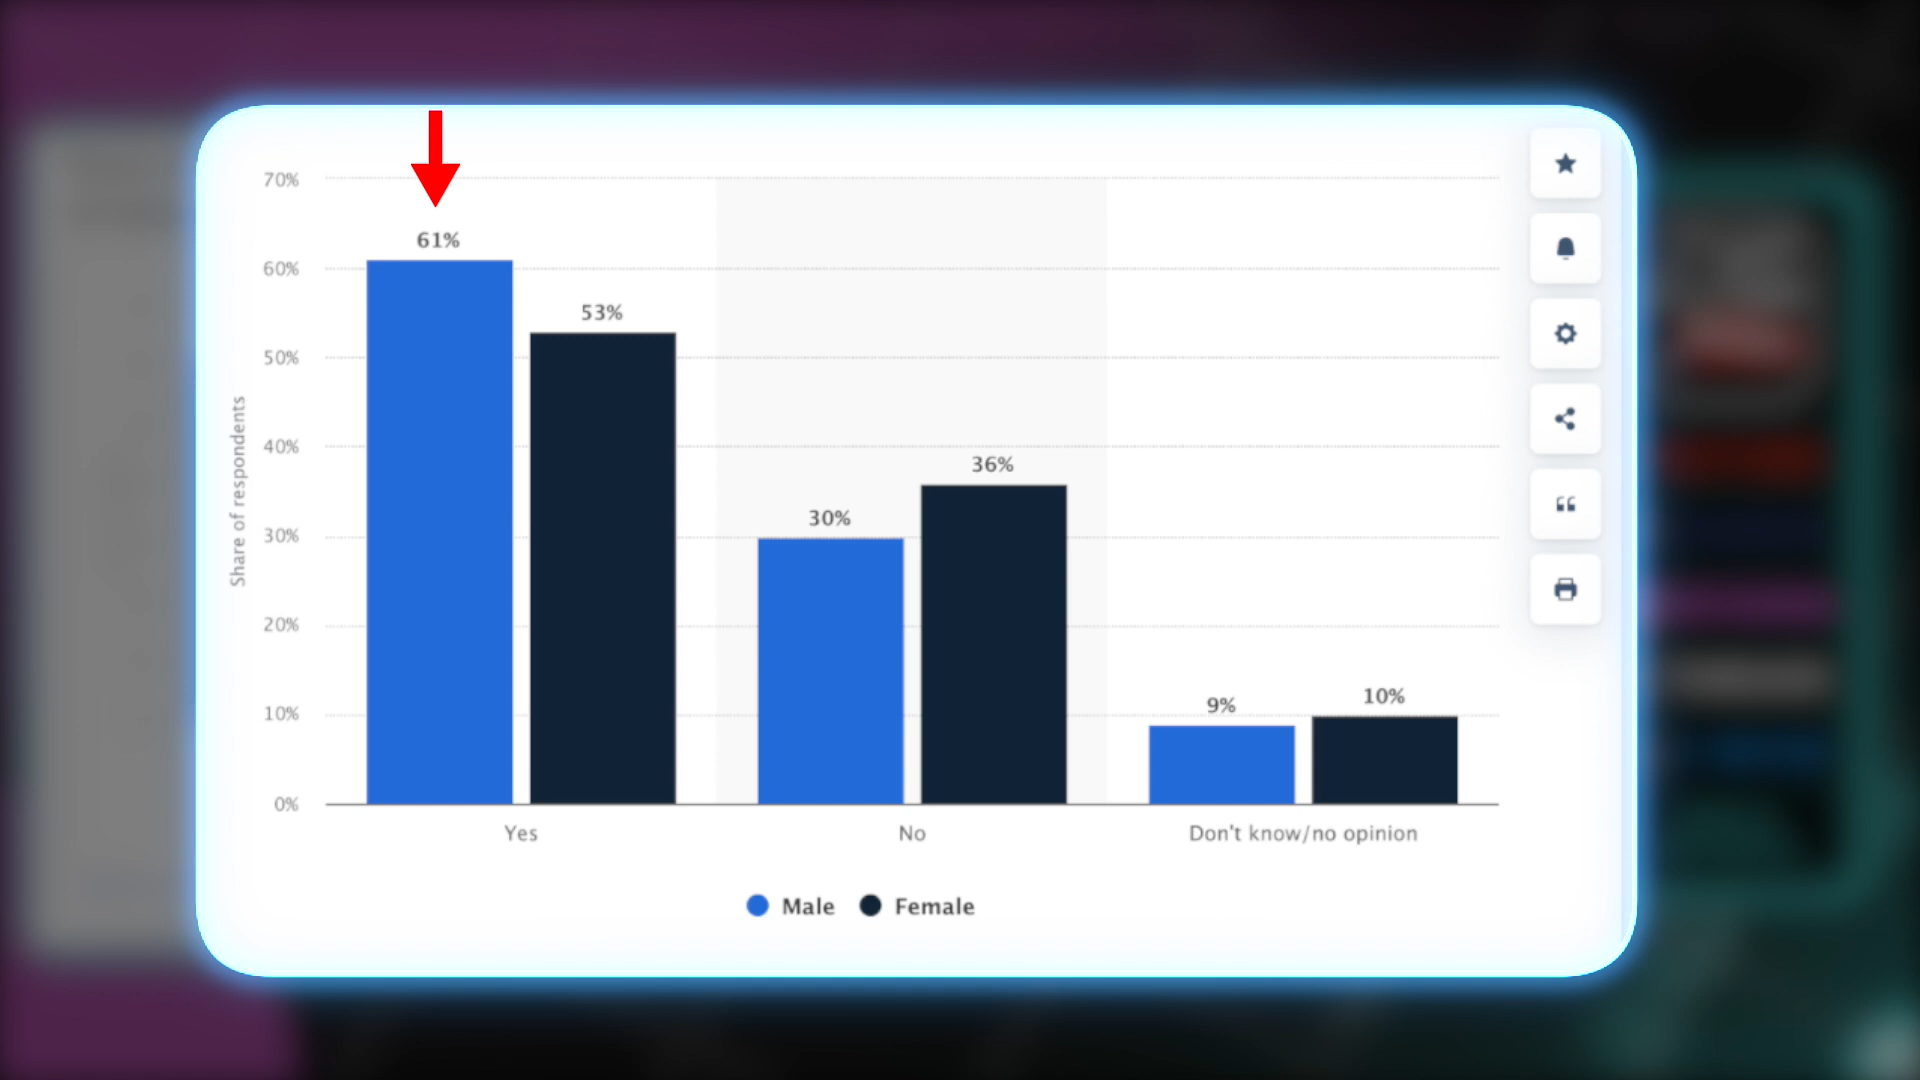 70%
61%
60%
53%
50%
40%
36%
30%
30%
20%
10%
9%
10%
0%
Share of respondents
Yes
No
Don't know/no opinion
Male
Female